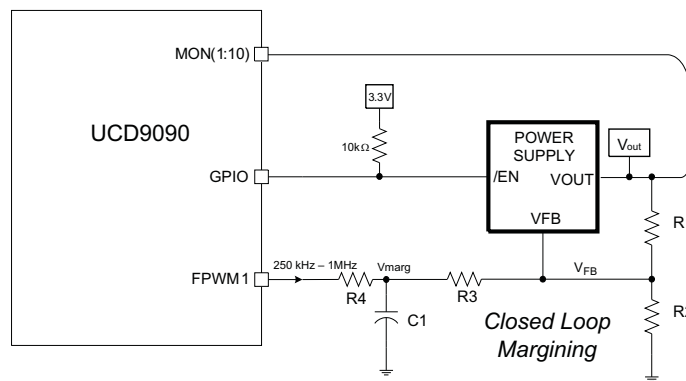 MON(1:10)
UCD9090
3.3V
10kΩ
POWER
SUPPLY
Vout
GPIO
/EN
VOUT
VFB
R
FPWM1
250 kHz – 1MHz
Vmarg
VFB
R4
R3
C1
Closed Loop
Margining